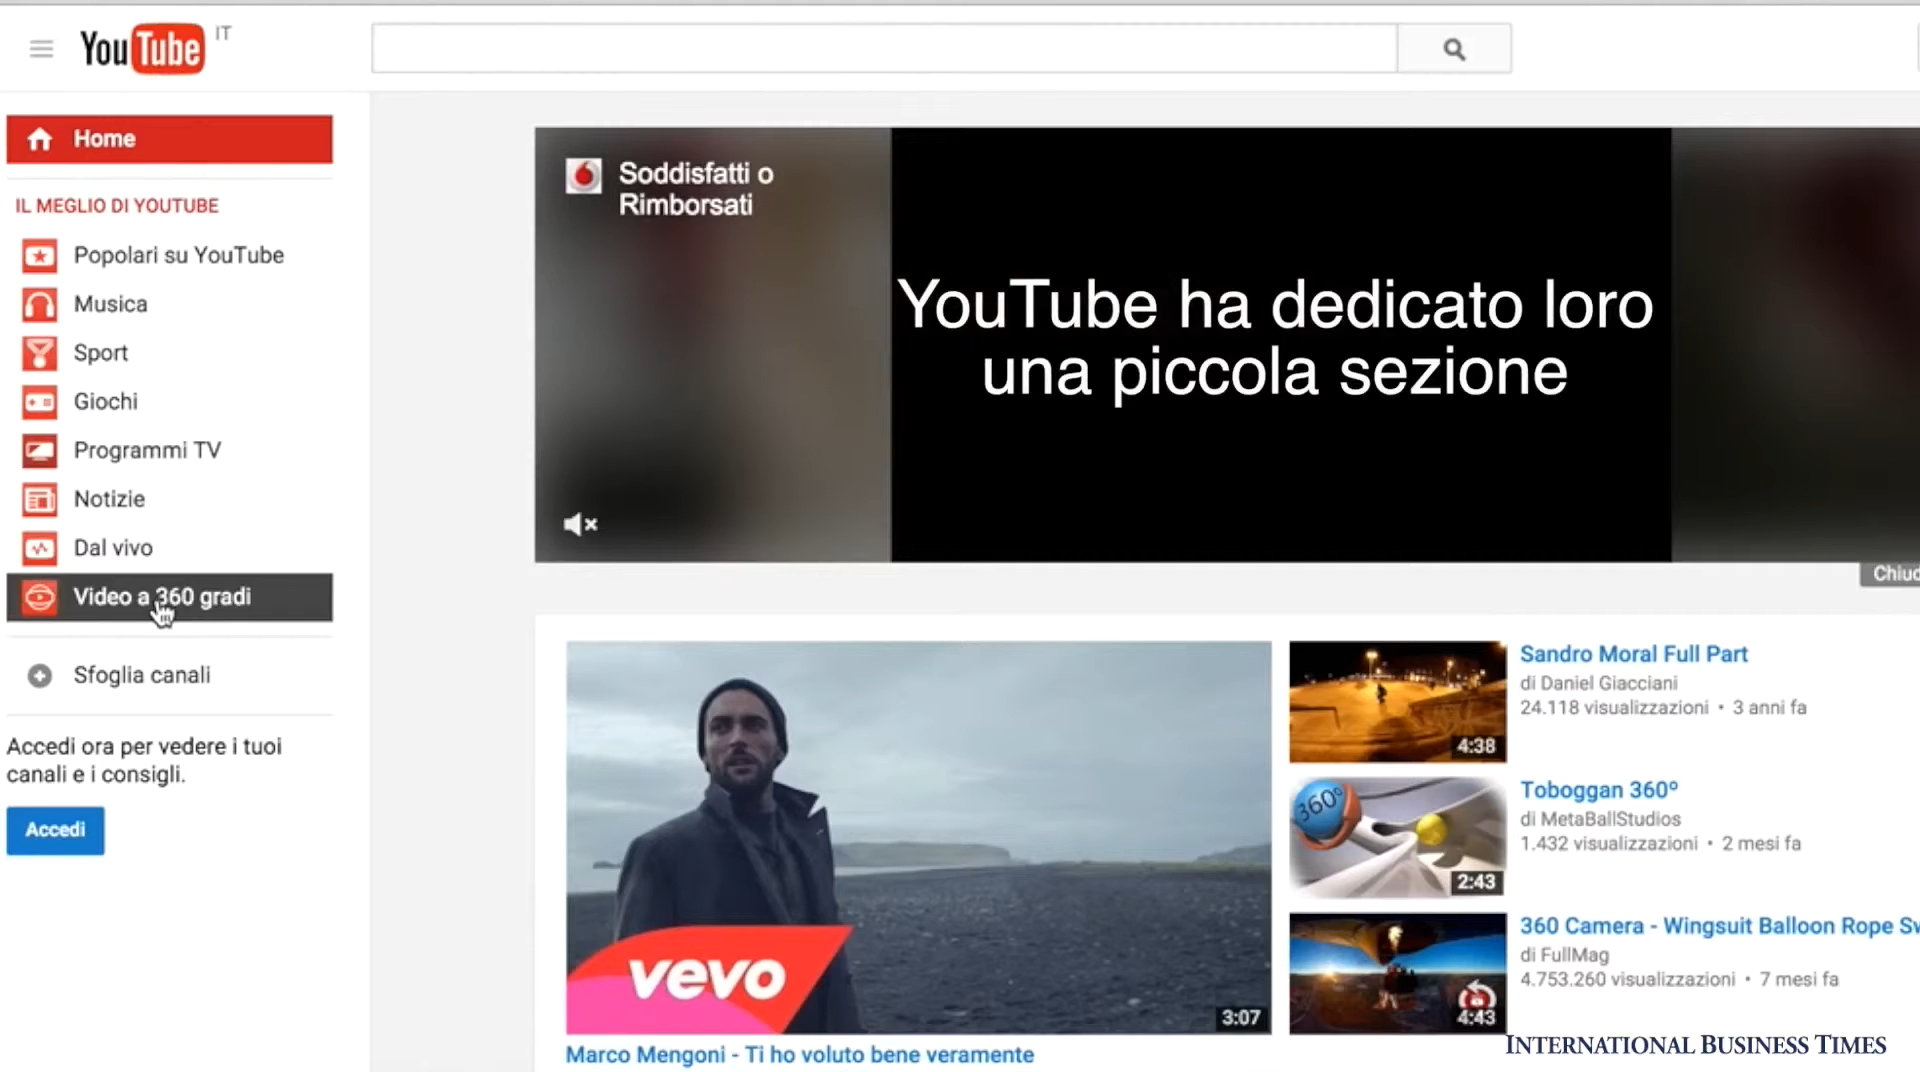 YouTube IT
Home
IL MEGLIO DI YOUTUBE
Popolari su YouTube
Musica
Sport
Giochi
Programmi TV
Notizie
Dal vivo
Video a 360 gradi
Sfoglia canali
Accedi ora per vedere i tuoi
canali e i consigli.
Accedi
Soddisfatti o
Rimborsati
YouTube ha dedicato loro
una piccola sezione
Chiud
vevo
3:07
Marco Mengoni - Ti ho voluto bene veramente
4:38
Sandro Moral Full Part
di Daniel Giacciani
24.118 visualizzazioni • 3 anni fa
360°
2:43
Toboggan 360º
di MetaBallStudios
1.432 visualizzazioni • 2 mesi fa
4:43
360 Camera - Wingsuit Balloon Rope Sw
di FullMag
4.753.260 visualizzazioni • 7 mesi fa
INTERNATIONAL BUSINESS TIMES